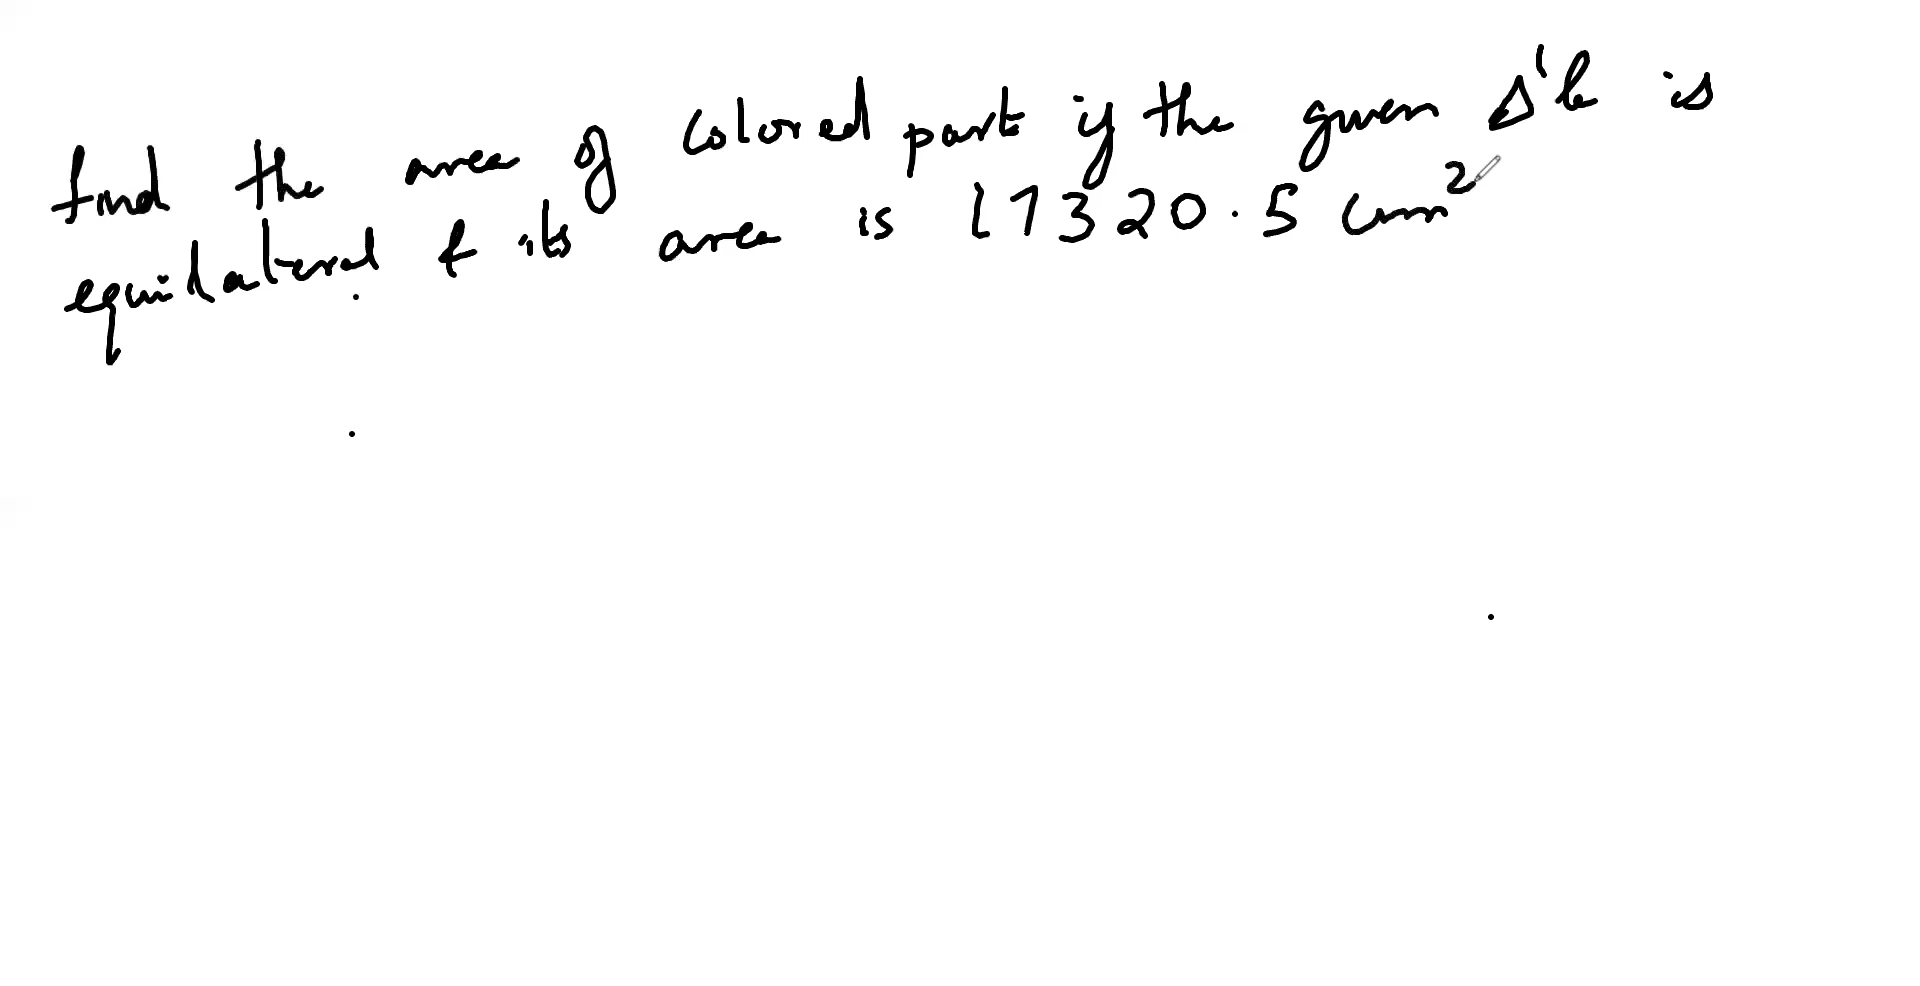 find the area of colored part if the given Δ'le is
equilateral & its area is 17320.5 cm²